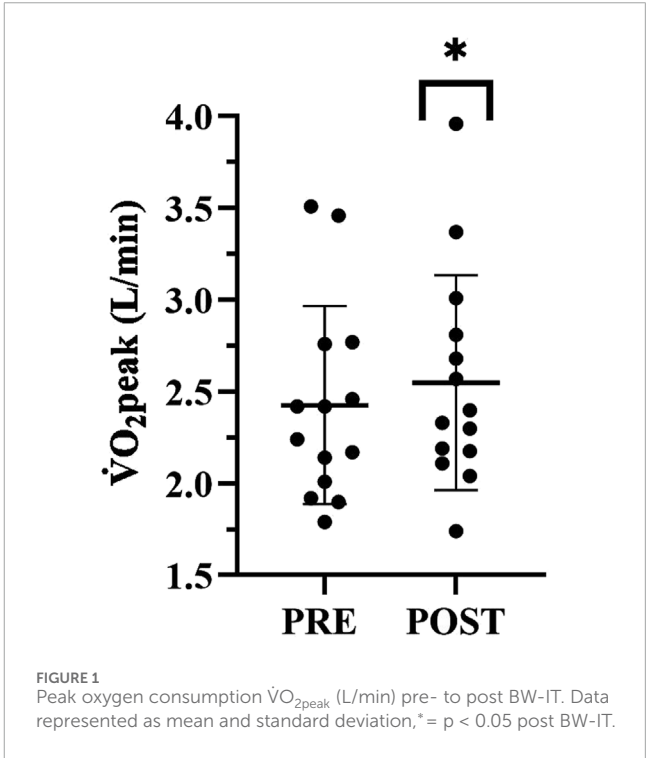 *
4.0
3.5
3.0
2.5
2.0
1.5
V̇O₂peak (L/min)
PRE POST
FIGURE 1
Peak oxygen consumption V̇O₂peak (L/min) pre- to post BW-IT. Data
represented as mean and standard deviation,* = p < 0.05 post BW-IT.